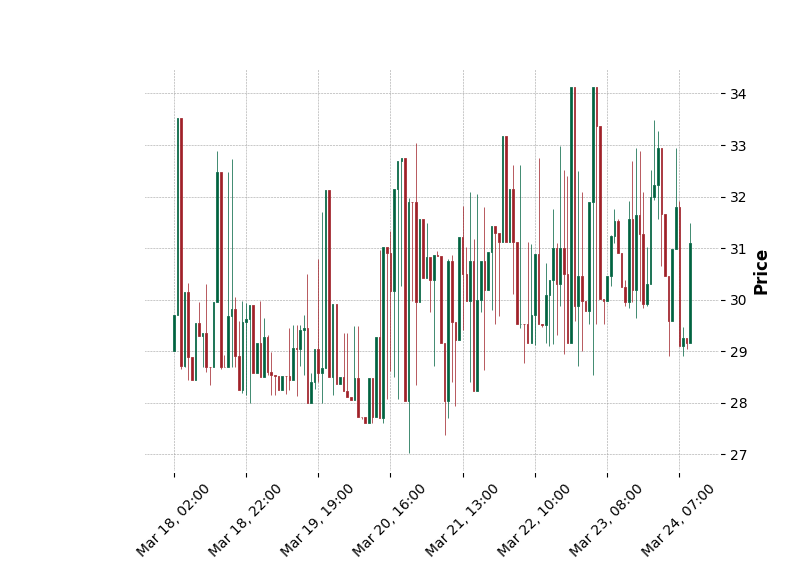 34
33
32
31
30
29
28
27
Price
Mar 18, 02:00
Mar 18, 22:00
Mar 19, 19:00
Mar 20, 16:00
Mar 21, 13:00
Mar 22, 10:00
Mar 23, 08:00
Mar 24, 07:00